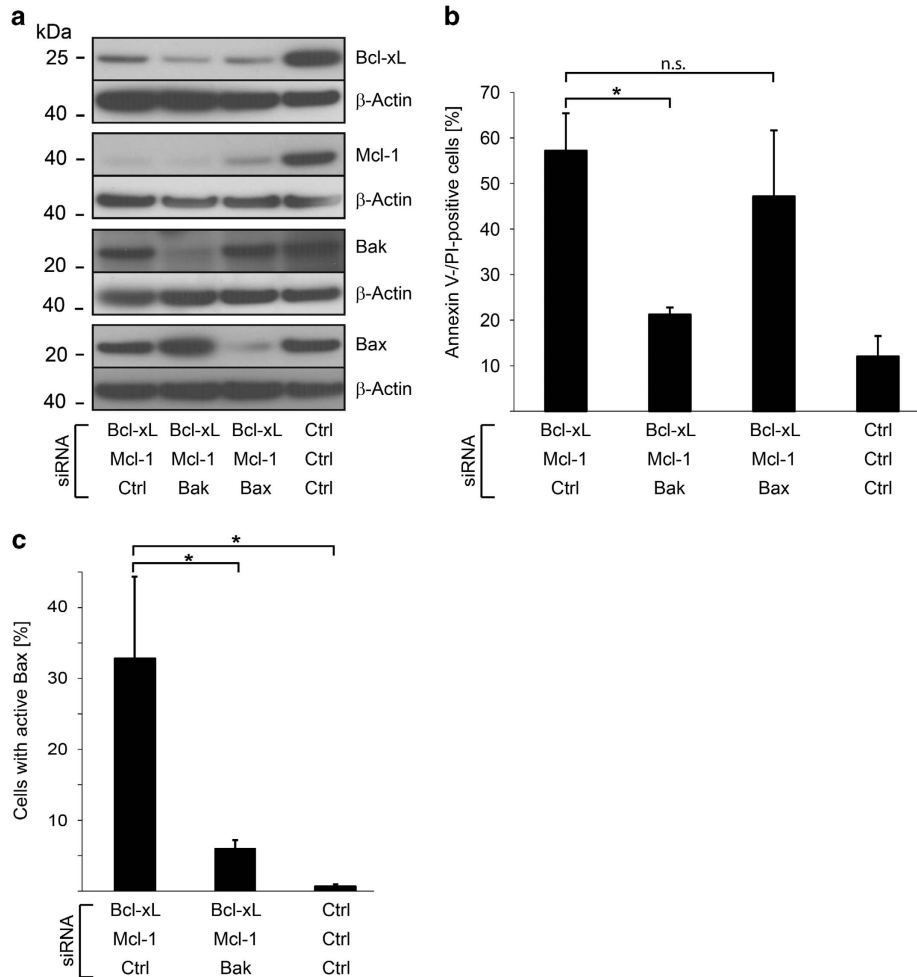 a
kDa
25
Bcl-xL
40
β-Actin
40
Mcl-1
40
β-Actin
20
Bak
40
β-Actin
20
Bax
40
β-Actin
siRNA
Bcl-xL Bcl-xL Bcl-xL Ctrl
Mcl-1 Mcl-1 Mcl-1 Ctrl
Ctrl Bak Bax Ctrl
b
n.s.
*
Annexin V-/PI-positive cells [%]
70
60
50
40
30
20
10
siRNA
Bcl-xL Bcl-xL Bcl-xL Ctrl
Mcl-1 Mcl-1 Mcl-1 Ctrl
Ctrl Bak Bax Ctrl
c
*
*
Cells with active Bax [%]
40
30
20
10
siRNA
Bcl-xL Bcl-xL Ctrl
Mcl-1 Mcl-1 Ctrl
Ctrl Bak Ctrl